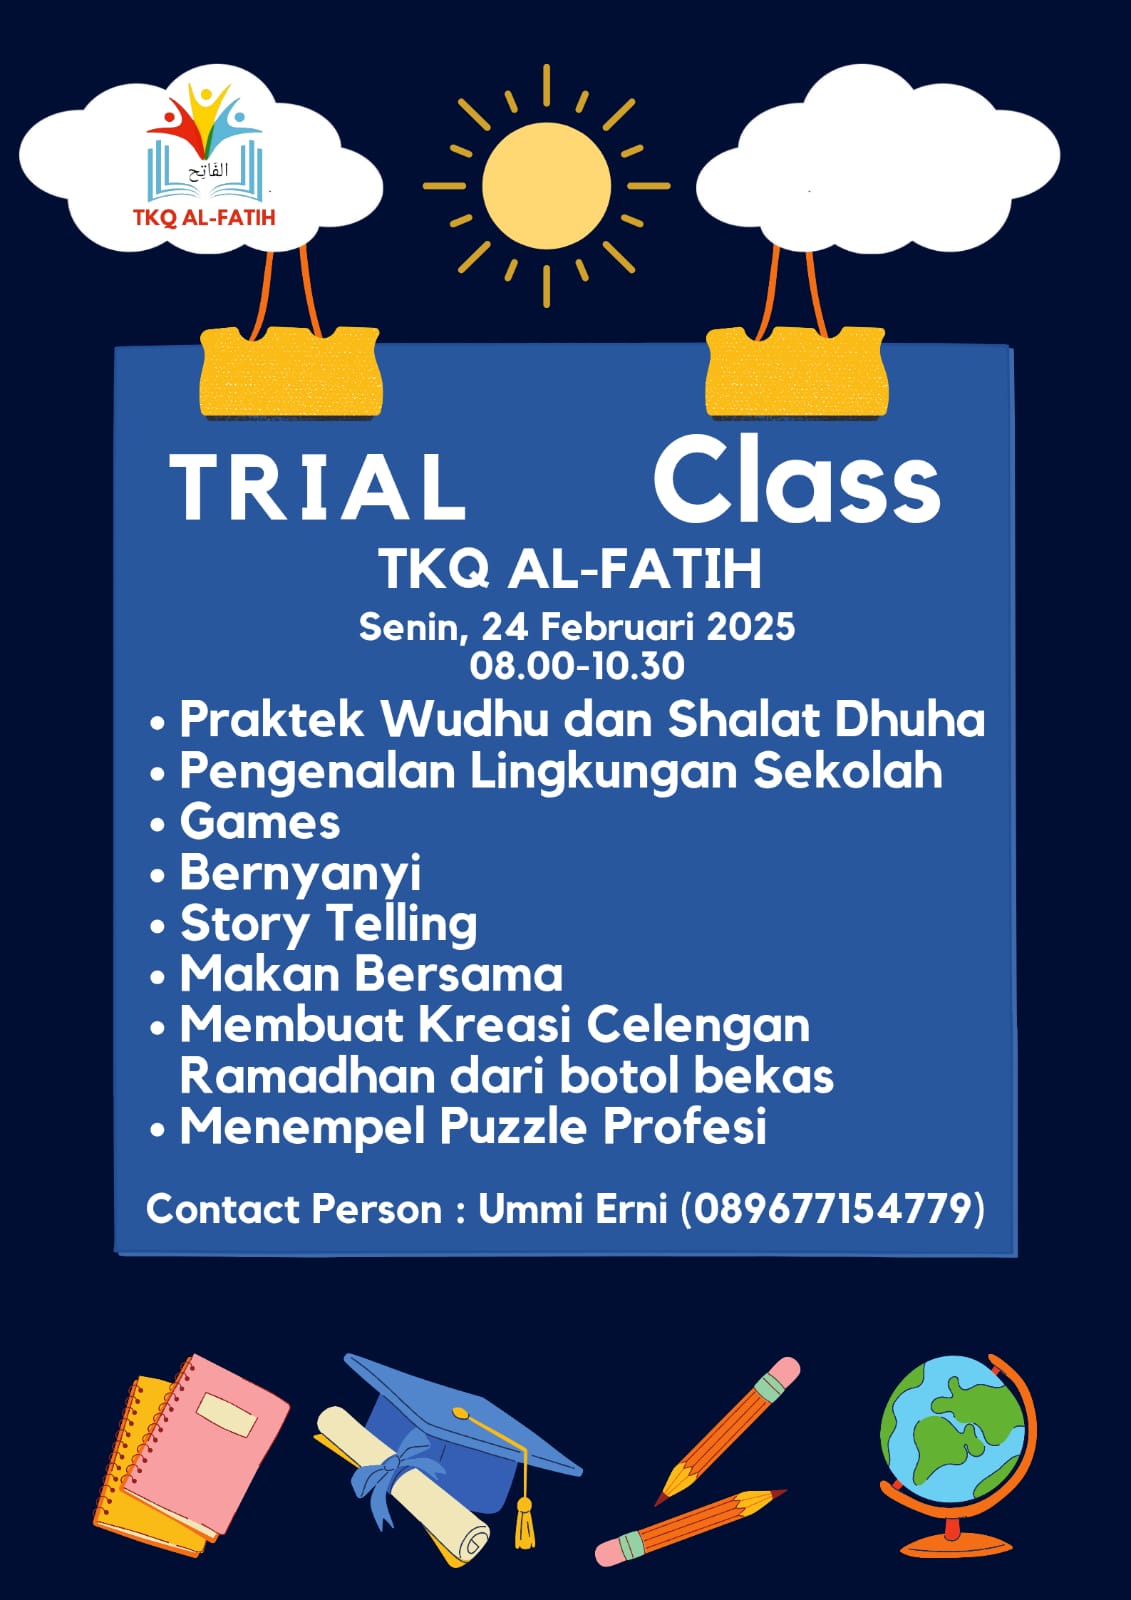 الفاتح
TKQ AL-FATIH
TRIAL Class
TKQ AL-FATIH
Senin, 24 Februari 2025
08.00-10.30
• Praktek Wudhu dan Shalat Dhuha
• Pengenalan Lingkungan Sekolah
• Games
• Bernyanyi
• Story Telling
• Makan Bersama
• Membuat Kreasi Celengan
Ramadhan dari botol bekas
• Menempel Puzzle Profesi
Contact Person : Ummi Erni (089677154779)